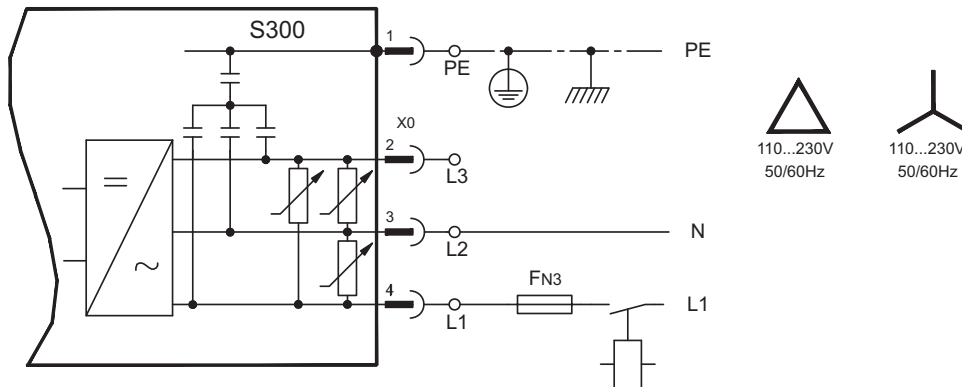 S300
1
PE
PE
X0
2
L3
3
L2
N
4
L1
FN3
L1
110...230V
50/60Hz
110...230V
50/60Hz